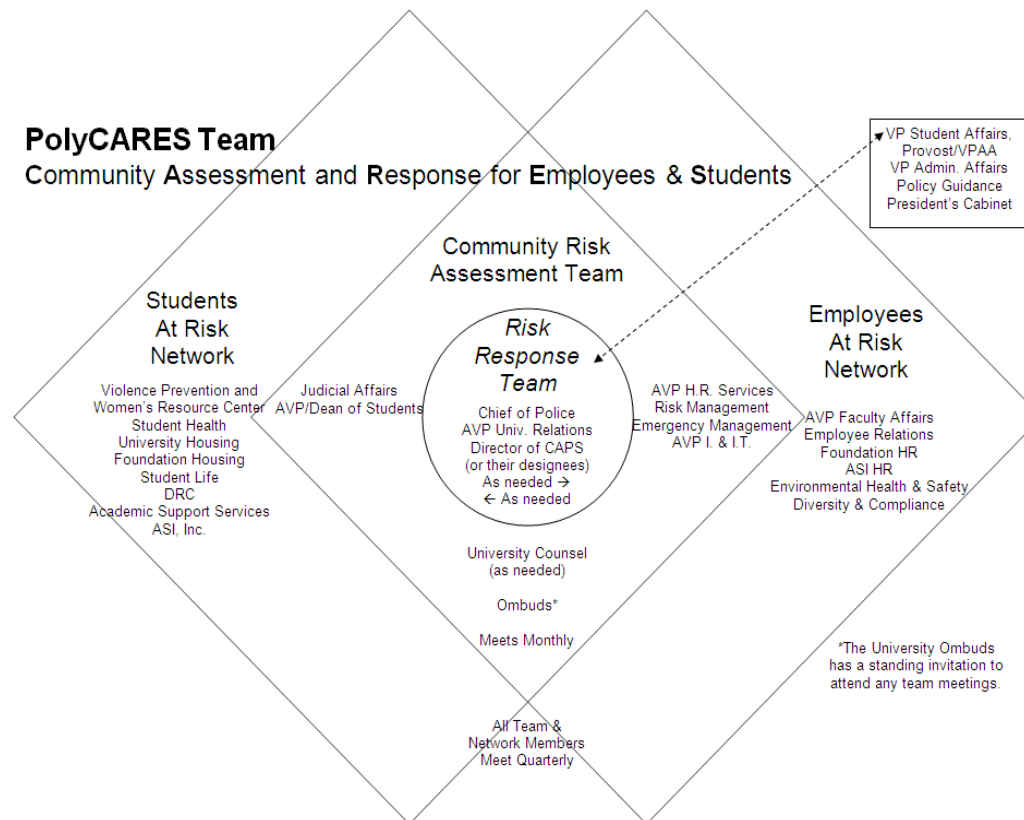 PolyCARES Team
Community Assessment and Response for Employees & Students
VP Student Affairs,
Provost/VPAA
VP Admin. Affairs
Policy Guidance
President's Cabinet
Community Risk
Assessment Team
Students
At Risk
Network
Violence Prevention and
Women's Resource Center
Student Health
University Housing
Foundation Housing
Student Life
DRC
Academic Support Services
ASI, Inc.
Judicial Affairs
AVP/Dean of Students
Risk
Response
Team
Chief of Police
AVP Univ. Relations
Director of CAPS
(or their designees)
As needed →
← As needed
AVP H.R. Services
Risk Management
Emergency Management
AVP I. & I.T.
Employees
At Risk
Network
AVP Faculty Affairs
Employee Relations
Foundation HR
ASI HR
Environmental Health & Safety
Diversity & Compliance
University Counsel
(as needed)
Ombuds*
Meets Monthly
*The University Ombuds
has a standing invitation to
attend any team meetings.
All Team &
Network Members
Meet Quarterly